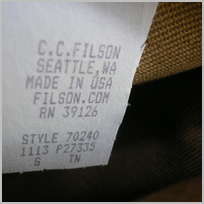 C.C.FILSON
SEATTLE,WA
MADE IN USA
FILSON.COM
RN 39126
STYLE 70240
1113 P27335
G TN